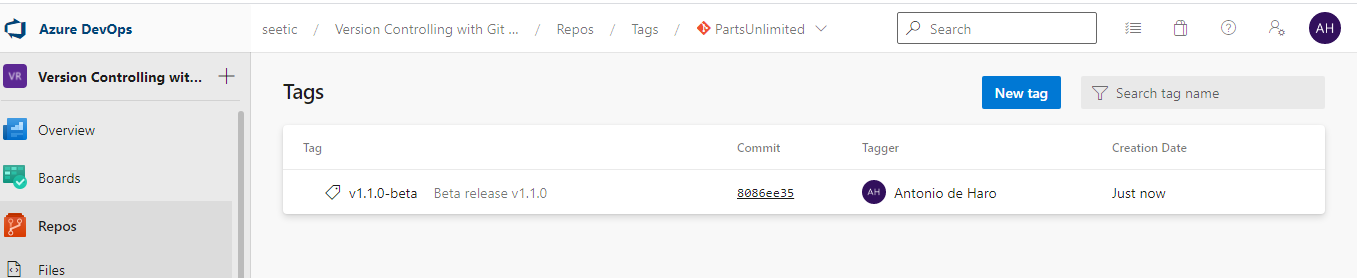 Azure DevOps
seetic / Version Controlling with Git ... / Repos / Tags / PartsUnlimited
Search
AH
VR Version Controlling wit... +
Overview
Boards
Repos
Files
Tags
New tag
Search tag name
Tag Commit Tagger Creation Date
v1.1.0-beta Beta release v1.1.0 8086ee35 AH Antonio de Haro Just now